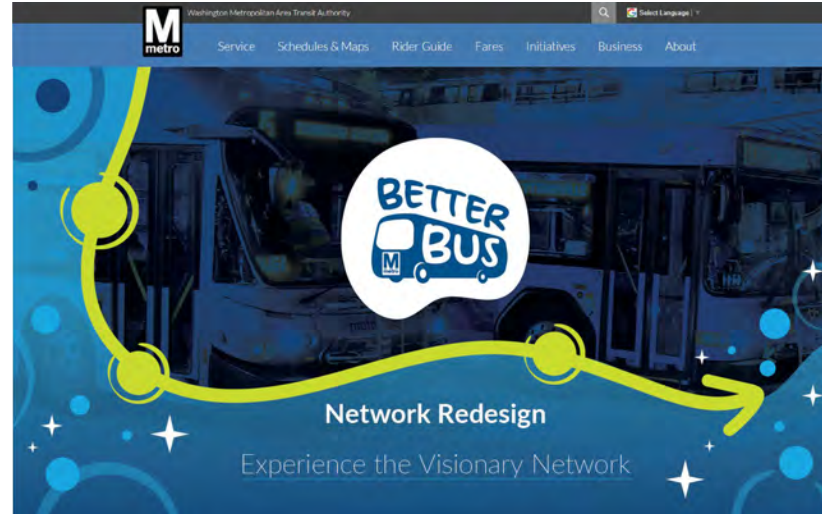 Washington Metropolitan Area Transit Authority
Select Language
M
metro
Service Schedules & Maps Rider Guide Fares Initiatives Business About
BETTER
BUS
M
Network Redesign
Experience the Visionary Network